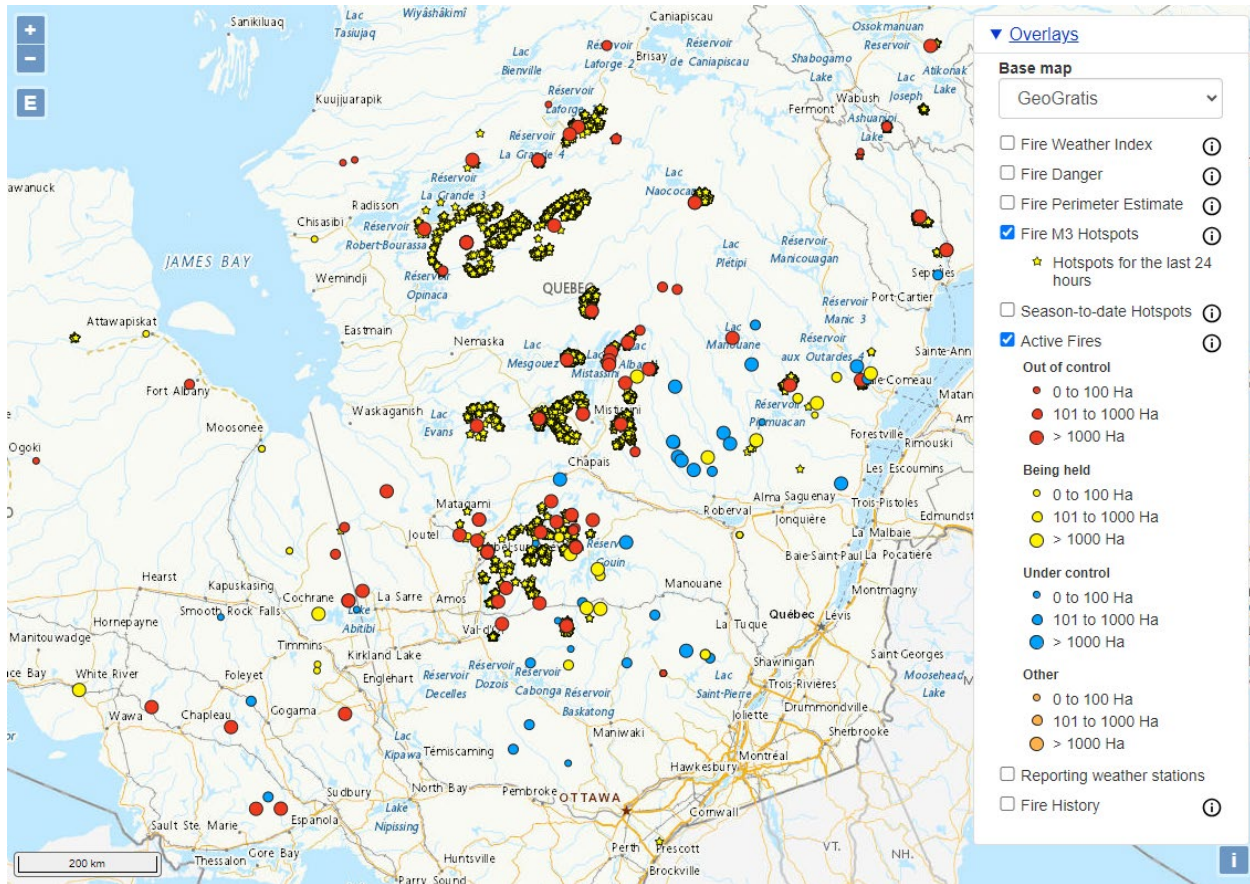 Sanikiluaq
Lac
Tasiujaq
Wiyâshâkimî
Caniapiscau
Ossokmanuan
Reservoir
Réservoir
Laforge 2
Brisay
Réservoir
de Caniapiscau
Lac
Bienville
Shabogamo
Lake
Atikonak
Lake
Lac
Joseph
Wabush
Fermont
Ashuanipi
Lake
Kuujjuarapik
Réservoir
Laforge
Réservoir
La Grande 4
Réservoir
La Grande 3
Lac
Naococane
Radisson
Chisasibi
Réservoir
Robert-Bourassa
JAMES BAY
Wemindji
Réservoir
Opinaca
Lac
Plétipi
Réservoir
Manicouagan
QUEBEC
Port-Cartier
Attawapiskat
Eastmain
Nemaska
Lac
Mesgouez
Lac
Mistassini
Lac
Manouane
Réservoir
Manic 3
Réservoir
aux Outardes 4
Sainte-Ann
Fort Albany
Waskaganish
Lac
Evans
Réservoir
Pipmuacan
Matan
Ogoki
Moosonee
Forestville
Rimouski
Chapais
Les Escoumins
Matagami
Alma
Saguenay
Trois-Pistoles
Roberval
Jonquière
Edmundst
Joutel
La Malbaie
Baie-Saint-Paul
La Pocatière
Hearst
Kapuskasing
Cochrane
La Sarre
Amos
Manouane
Montmagny
Hornepayne
Smooth Rock Falls
Lake
Abitibi
La Tuque
Québec
Lévis
Manitouwadge
Timmins
Val-d'Or
Kirkland Lake
White River
Foleyet
Englehart
Réservoir
Decelles
Réservoir
Dozois
Réservoir
Cabonga
Réservoir
Baskatong
Lac
Saint-Pierre
Shawinigan
Trois-Rivières
Saint-Georges
Moosehead
Lake
Wawa
Chapleau
Gogama
Drummondville
Joliette
Lac
Kipawa
Témiscaming
Maniwaki
Sherbrooke
Montréal
Hawkesbury
Sudbury
North Bay
Pembroke
OTTAWA
Cornwall
Sault Ste. Marie
Espanola
Lake
Nipissing
Thessalon
Gore Bay
Huntsville
Perth
Prescott
Brockville
VT.
NH.
Parry Sound
200 km
+
−
E
▼ Overlays
Base map
GeoGratis
Fire Weather Index
Fire Danger
Fire Perimeter Estimate
Fire M3 Hotspots
Hotspots for the last 24
hours
Season-to-date Hotspots
Active Fires
Out of control
0 to 100 Ha
101 to 1000 Ha
> 1000 Ha
Being held
0 to 100 Ha
101 to 1000 Ha
> 1000 Ha
Under control
0 to 100 Ha
101 to 1000 Ha
> 1000 Ha
Other
0 to 100 Ha
101 to 1000 Ha
> 1000 Ha
Reporting weather stations
Fire History
i